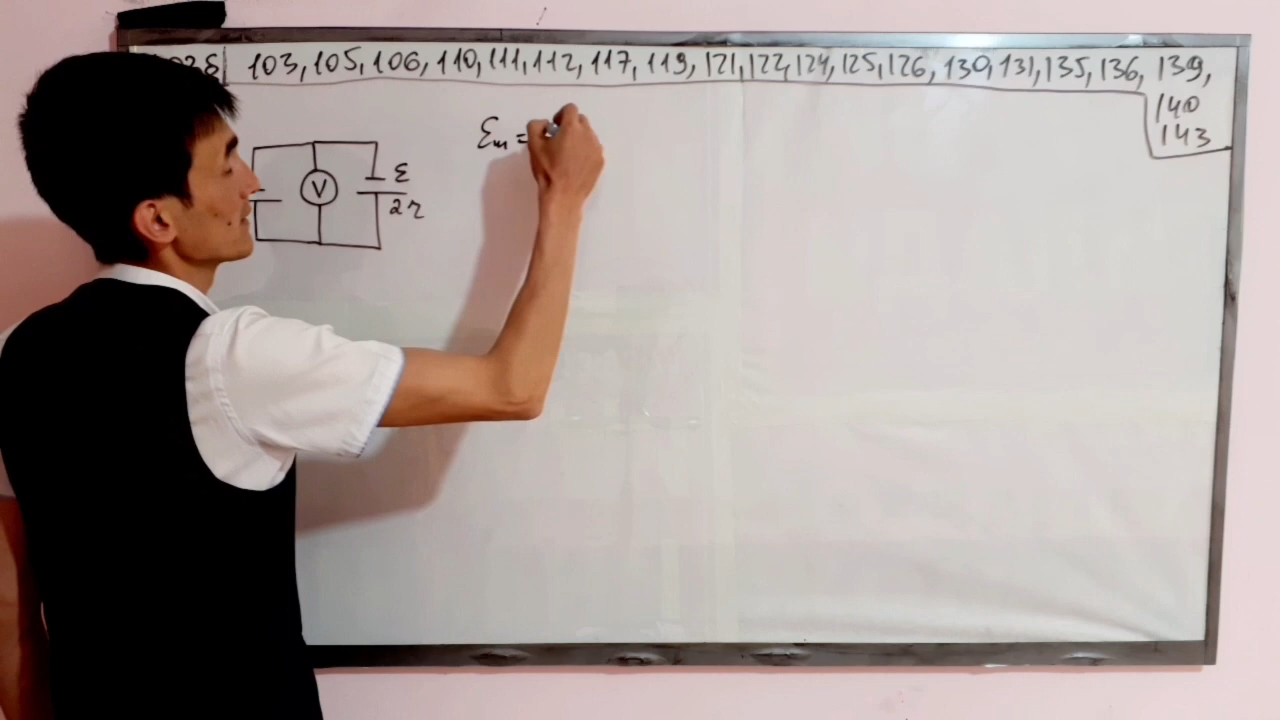 103, 105, 106, 110, 111, 112, 117, 119, 121, 122, 124, 125, 126, 130, 131, 135, 136, 139,
140
143
ℰm =
V
ℰ
2r